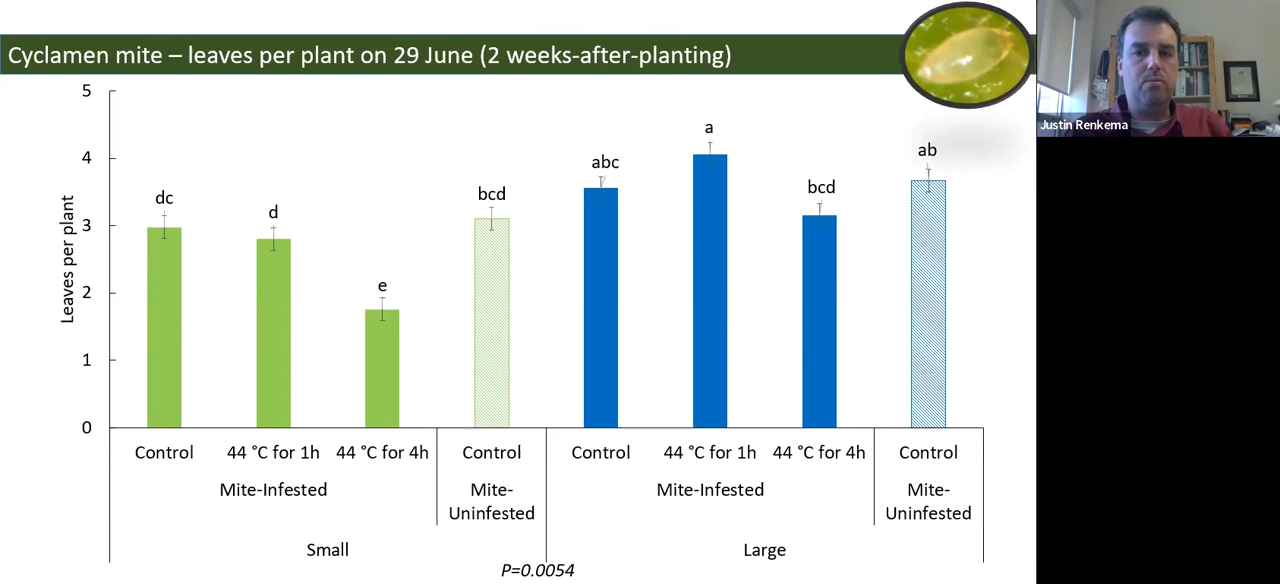 Cyclamen mite – leaves per plant on 29 June (2 weeks-after-planting)
Justin Renkema
Leaves per plant
5
4
3
2
1
0
dc
d
e
bcd
abc
a
bcd
ab
Control 44 °C for 1h 44 °C for 4h Control Control 44 °C for 1h 44 °C for 4h Control
Mite-Infested Mite-Uninfested Mite-Infested Mite-Uninfested
Small Large
P=0.0054